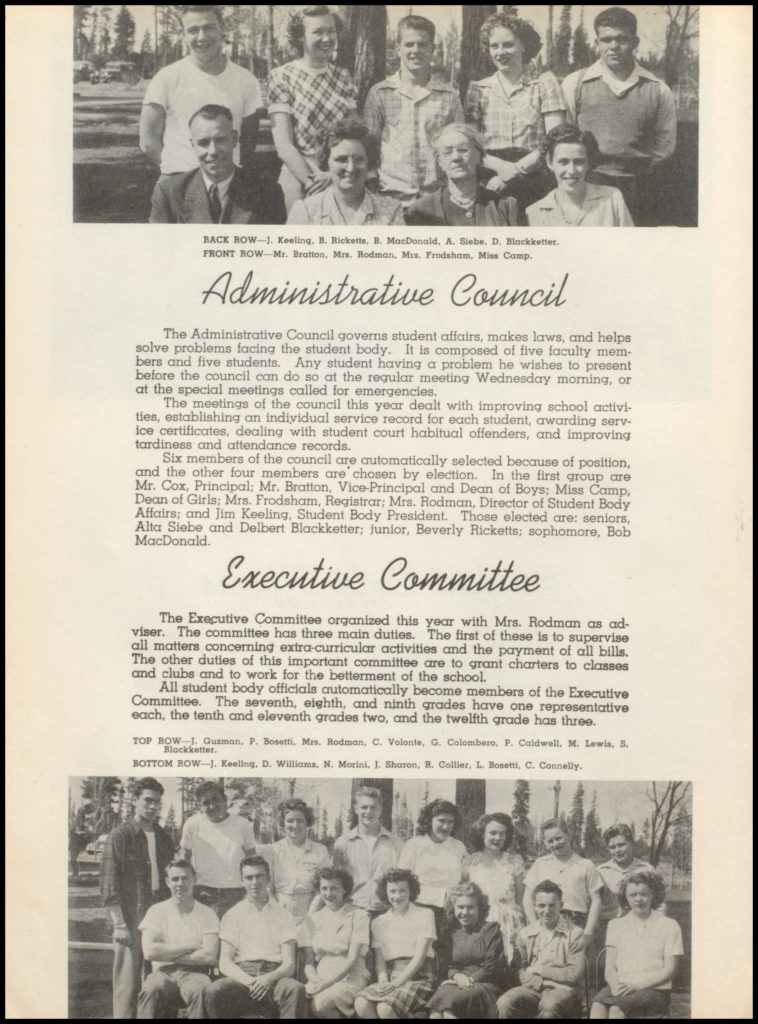 BACK ROW—J. Keeling, B. Ricketts, B. MacDonald, A. Siebe, D. Blackketter.
FRONT ROW—Mr. Bratton, Mrs. Rodman, Mrs. Frodsham, Miss Camp.
Administrative Council
The Administrative Council governs student affairs, makes laws, and helps
solve problems facing the student body. It is composed of five faculty mem-
bers and five students. Any student having a problem he wishes to present
before the council can do so at the regular meeting Wednesday morning, or
at the special meetings called for emergencies.
The meetings of the council this year dealt with improving school activi-
ties, establishing an individual service record for each student, awarding serv-
ice certificates, dealing with student court habitual offenders, and improving
tardiness and attendance records.
Six members of the council are automatically selected because of position,
and the other four members are chosen by election. In the first group are
Mr. Cox, Principal; Mr. Bratton, Vice-Principal and Dean of Boys; Miss Camp,
Dean of Girls; Mrs. Frodsham, Registrar; Mrs. Rodman, Director of Student Body
Affairs; and Jim Keeling, Student Body President. Those elected are: seniors,
Alta Siebe and Delbert Blackketter; junior, Beverly Ricketts; sophomore, Bob
MacDonald.
Executive Committee
The Executive Committee organized this year with Mrs. Rodman as ad-
viser. The committee has three main duties. The first of these is to supervise
all matters concerning extra-curricular activities and the payment of all bills.
The other duties of this important committee are to grant charters to classes
and clubs and to work for the betterment of the school.
All student body officials automatically become members of the Executive
Committee. The seventh, eighth, and ninth grades have one representative
each, the tenth and eleventh grades two, and the twelfth grade has three.
TOP ROW—J. Guzman, P. Bosetti, Mrs. Rodman, C. Volonte, G. Colombero, P. Caldwell, M. Lewis, S.
Blackketter.
BOTTOM ROW—J. Keeling, D. Williams, N. Morini, J. Sharon, R. Collier, L. Bosetti, C. Connelly.